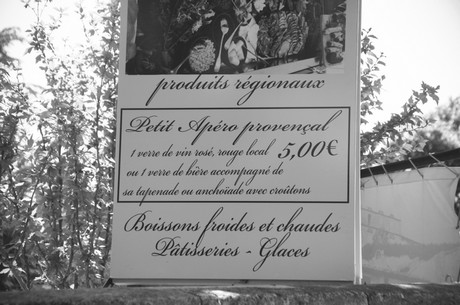 produits régionaux
Petit Apéro provençal
1 verre de vin rosé, rouge local 5,00€
ou 1 verre de bière accompagné de
sa tapenade ou anchoïade avec croûtons
Boissons froides et chaudes
Pâtisseries - Glaces